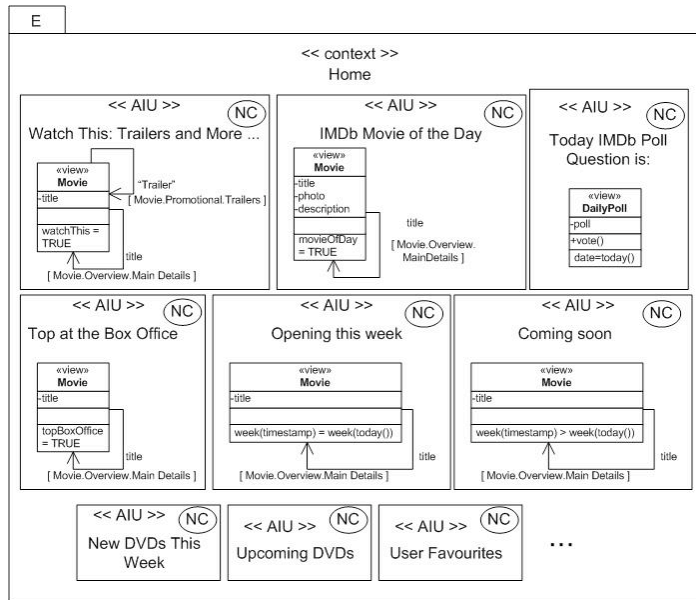 E
<< context >>
Home
<< AIU >>
NC
Watch This: Trailers and More ...
«view»
Movie
-title
watchThis =
TRUE
"Trailer"
[ Movie.Promotional.Trailers ]
title
[ Movie.Overview.Main Details ]
<< AIU >>
NC
IMDb Movie of the Day
«view»
Movie
-title
-photo
-description
movieOfDay
= TRUE
title
[ Movie.Overview.
MainDetails ]
<< AIU >>
NC
Today IMDb Poll
Question is:
«view»
DailyPoll
-poll
+vote()
date=today()
<< AIU >>
NC
Top at the Box Office
«view»
Movie
-title
topBoxOffice
= TRUE
title
[ Movie.Overview.Main Details ]
<< AIU >>
NC
Opening this week
«view»
Movie
-title
week(timestamp) = week(today())
title
[ Movie.Overview.Main Details ]
<< AIU >>
NC
Coming soon
«view»
Movie
-title
week(timestamp) > week(today())
title
[ Movie.Overview.Main Details ]
<< AIU >>
NC
New DVDs This
Week
<< AIU >>
NC
Upcoming DVDs
<< AIU >>
NC
User Favourites
...